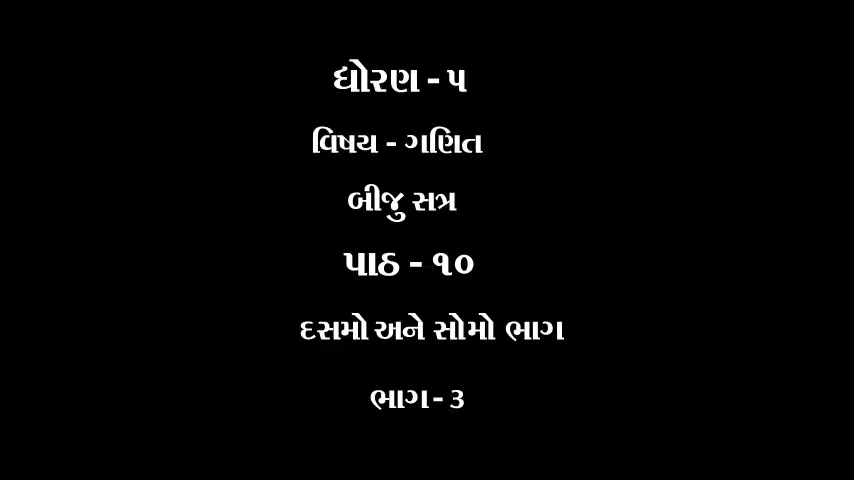 ધોરણ - ૫
વિષય - ગણિત
બીજુ સત્ર
પાઠ - ૧૦
દસમો અને સોમો ભાગ
ભાગ - ૩